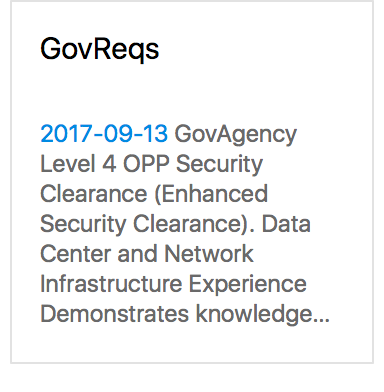 GovReqs
2017-09-13 GovAgency
Level 4 OPP Security
Clearance (Enhanced
Security Clearance). Data
Center and Network
Infrastructure Experience
Demonstrates knowledge...